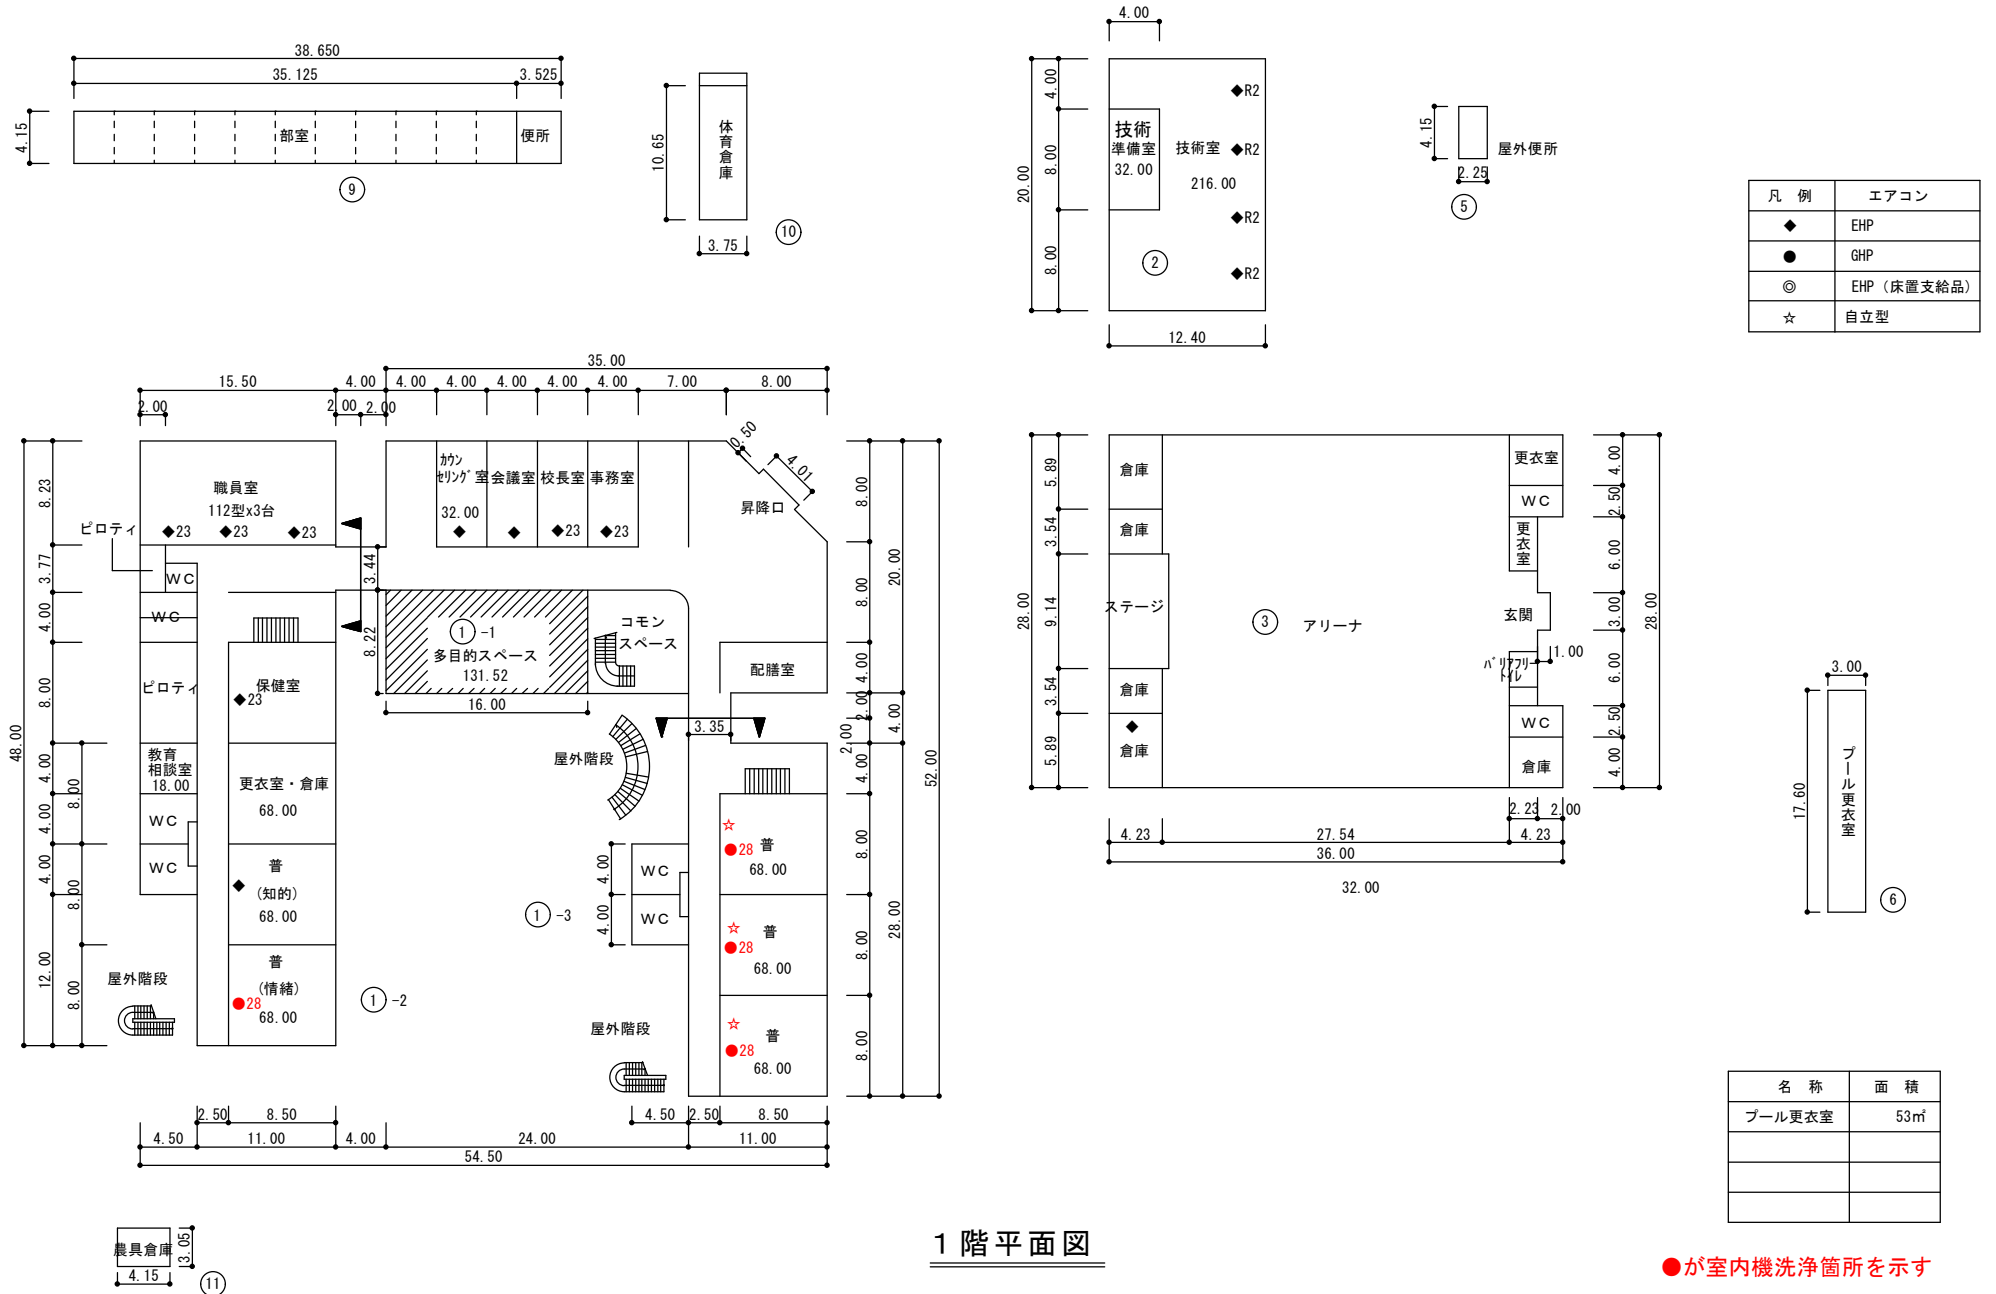 38.650
35.125
3.525
4.15
部室
便所
9
10.65
体育倉庫
3.75
10
4.00
20.00
4.00
8.00
8.00
技術
準備室
32.00
技術室
216.00
◆R2
◆R2
◆R2
◆R2
2
12.40
4.15
2.25
屋外便所
5
凡 例
エアコン
◆ EHP
● GHP
◎ EHP（床置支給品）
☆ 自立型
35.00
15.50
4.00
4.00
4.00
4.00
4.00
4.00
7.00
8.00
2.00
2.00
2.00
48.00
8.23
3.77
4.00
8.00
4.00
4.00
4.00
12.00
8.00
8.00
8.00
職員室
112型x3台
◆23
◆23
◆23
ピロティ
WC
WC
ピロティ
教育
相談室
18.00
WC
WC
保健室
◆23
更衣室・倉庫
68.00
普
(知的)
68.00
普
(情緒)
●28
68.00
1 -2
屋外階段
3.44
8.22
カウン
セリング室
32.00
会議室
校長室
◆23
事務室
◆23
0.50
4.01
昇降口
1 -1
多目的スペース
131.52
16.00
コモン
スペース
配膳室
3.35
屋外階段
8.00
8.00
4.00
2.00
2.00
4.00
8.00
8.00
8.00
20.00
4.00
28.00
52.00
☆
●28
普
68.00
☆
●28
普
68.00
☆
●28
普
68.00
WC
WC
4.00
4.00
1 -3
屋外階段
2.50
8.50
4.50
2.50
8.50
4.50
11.00
4.00
24.00
11.00
54.50
28.00
5.89
3.54
9.14
3.54
5.89
倉庫
倉庫
ステージ
倉庫
倉庫
3
アリーナ
更衣室
WC
更衣室
玄関
バリアフリー
トイレ
1.00
WC
倉庫
4.00
2.50
6.00
3.00
6.00
2.50
4.00
28.00
2.23
2.00
4.23
27.54
4.23
36.00
32.00
3.00
17.60
プール更衣室
6
名 称
面 積
プール更衣室
53㎡
農具倉庫
3.05
4.15
11
1階平面図
●が室内機洗浄箇所を示す